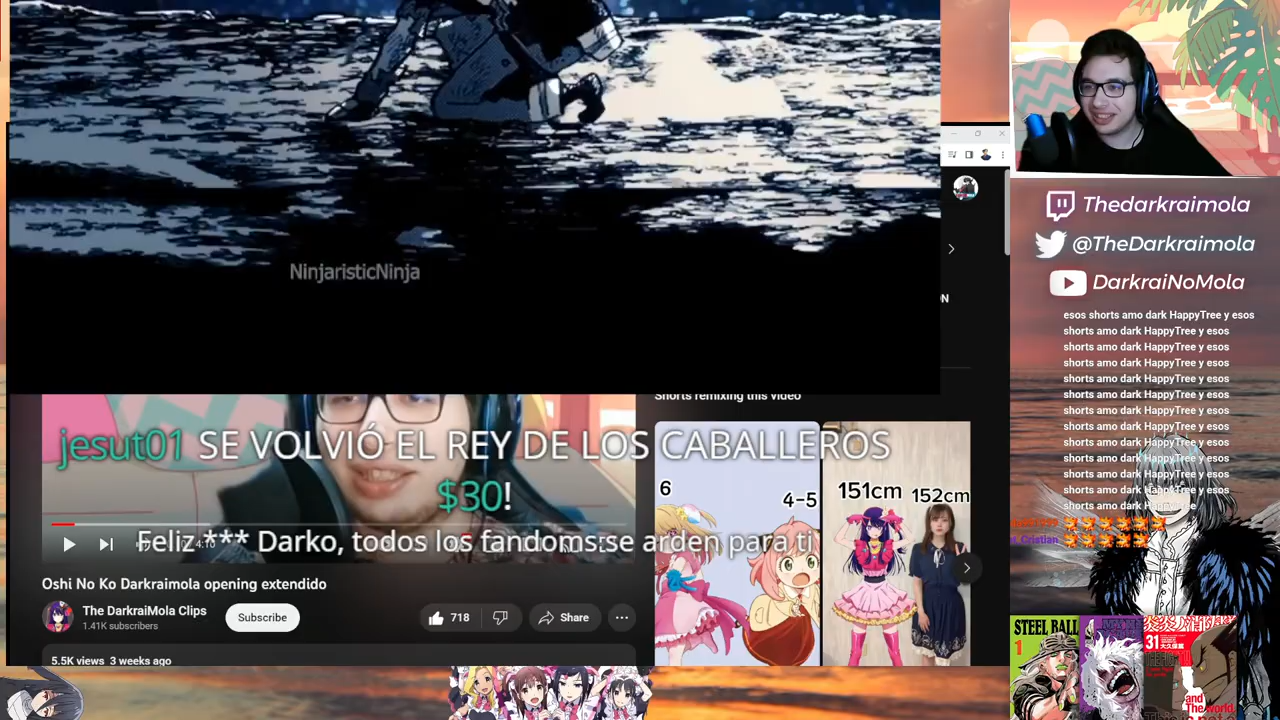 NinjaristicNinja
Thedarkraimola
@TheDarkraimola
DarkraiNoMola
esos shorts amo dark HappyTree y esos
shorts amo dark HappyTree y esos
shorts amo dark HappyTree y esos
shorts amo dark HappyTree y esos
shorts amo dark HappyTree y esos
shorts amo dark HappyTree y esos
shorts amo dark HappyTree y esos
shorts amo dark HappyTree y esos
shorts amo dark HappyTree y esos
shorts amo dark HappyTree y esos
shorts amo dark HappyTree y esos
shorts amo dark HappyTree y esos
shorts amo dark HappyTree
Cristian
Shorts remixing this video
jesut01 SE VOLVIÓ EL REY DE LOS CABALLEROS
$30!
Feliz *** Darko, todos los fandoms se arden para ti
6
4-5
151cm
152cm
Oshi No Ko Darkraimola opening extendido
The DarkraiMola Clips
1.41K subscribers
Subscribe
718
Share
5.5K views 3 weeks ago
STEEL BALL
1
31
and
The world